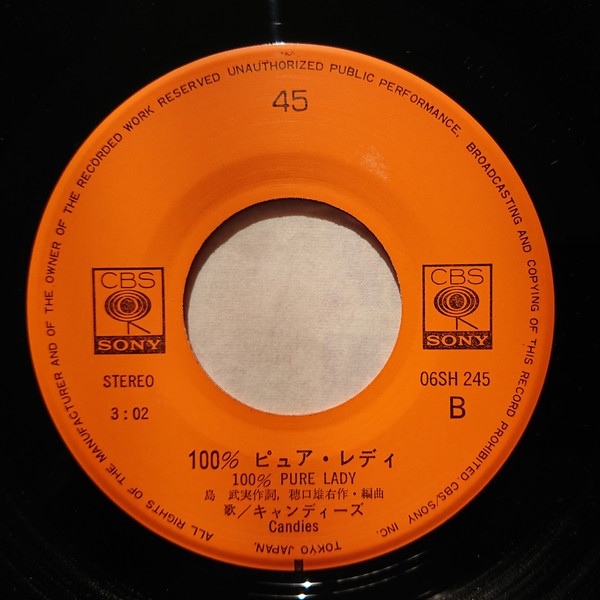 ALL RIGHTS OF THE MANUFACTURER AND OF THE OWNER OF THE RECORDED WORK RESERVED UNAUTHORIZED PUBLIC PERFORMANCE, BROADCASTING AND COPYING OF THIS RECORD PROHIBITED CBS/SONY INC. TOKYO JAPAN.
45
CBS
SONY
CBS
SONY
STEREO
06SH 245
3:02
B
100% ピュア・レディ
100% PURE LADY
島 武実作詞, 穂口雄右作・編曲
歌/キャンディーズ
Candies